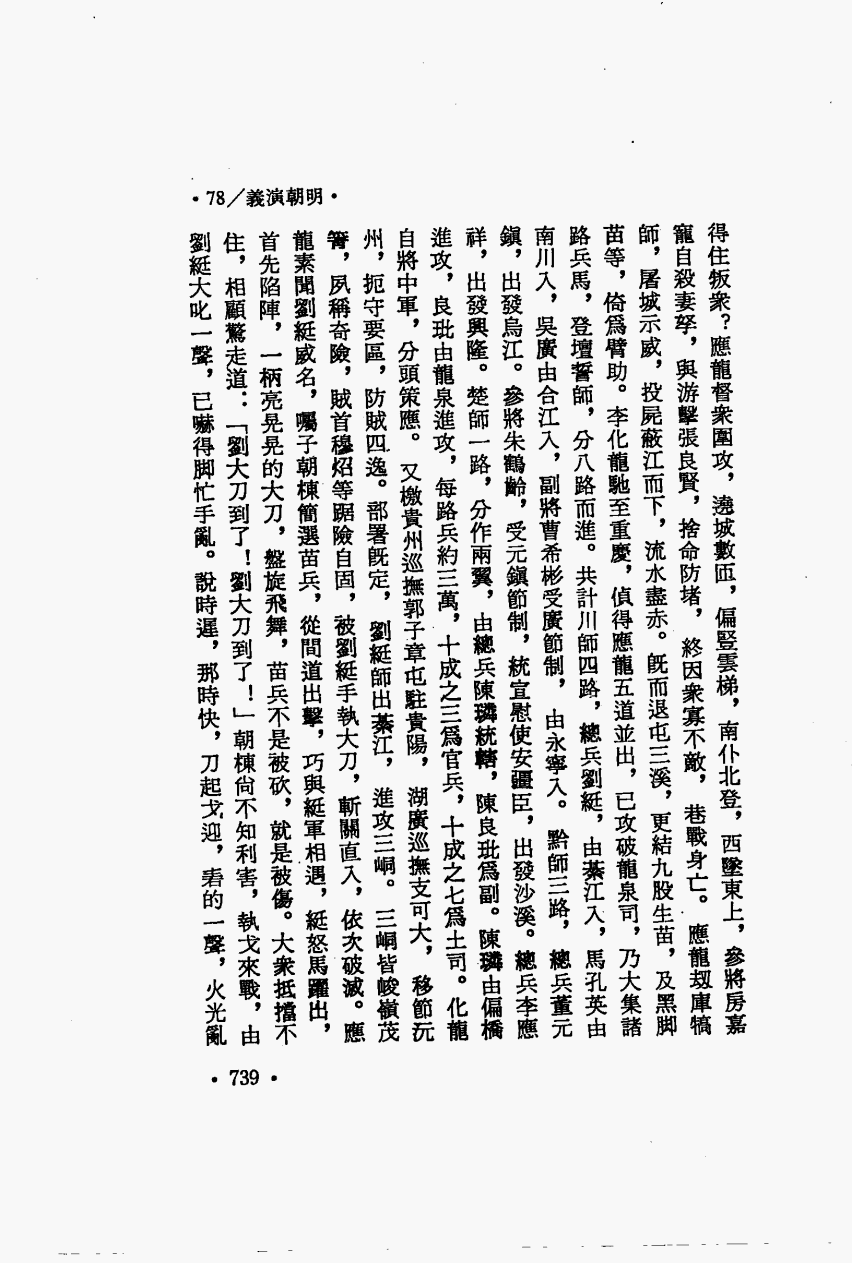 •78／義演朝明•
得住叛衆？應龍督衆圍攻，遶城數匝，偏豎雲梯，南仆北登，西墜東上，參將房嘉
寵自殺妻孥，與游擊張良賢，捨命防堵，終因衆寡不敵，巷戰身亡。應龍刼庫犒
師，屠城示威，投屍蔽江而下，流水盡赤。旣而退屯三溪，更結九股生苗，及黑脚
苗等，倚爲臂助。李化龍馳至重慶，偵得應龍五道並出，已攻破龍泉司，乃大集諸
路兵馬，登壇誓師，分八路而進。共計川師四路，總兵劉綎，由綦江入，馬孔英由
南川入，吳廣由合江入，副將曹希彬受廣節制，由永寧入。黔師三路，總兵董元
鎭，出發烏江。參將朱鶴齡，受元鎭節制，統宣慰使安疆臣，出發沙溪。總兵李應
祥，出發興隆。楚師一路，分作兩翼，由總兵陳璘統轄，陳良玭爲副。陳璘由偏橋
進攻，良玭由龍泉進攻，每路兵約三萬，十成之三爲官兵，十成之七爲土司。化龍
自將中軍，分頭策應。又檄貴州巡撫郭子章屯駐貴陽，湖廣巡撫支可大，移節沅
州，扼守要區，防賊四逸。部署旣定，劉綎師出綦江，進攻三峒。三峒皆峻嶺茂
箐，夙稱奇險，賊首穆炤等踞險自固，被劉綎手執大刀，斬關直入，依次破滅。應
龍素聞劉綎威名，囑子朝棟簡選苗兵，從間道出擊，巧與綎軍相遇，綎怒馬躍出，
首先陷陣，一柄亮晃晃的大刀，盤旋飛舞，苗兵不是被砍，就是被傷。大衆抵擋不
住，相顧驚走道：「劉大刀到了！劉大刀到了！」朝棟尙不知利害，執戈來戰，由
劉綎大叱一聲，已嚇得脚忙手亂。說時遲，那時快，刀起戈迎，砉的一聲，火光亂
•739•